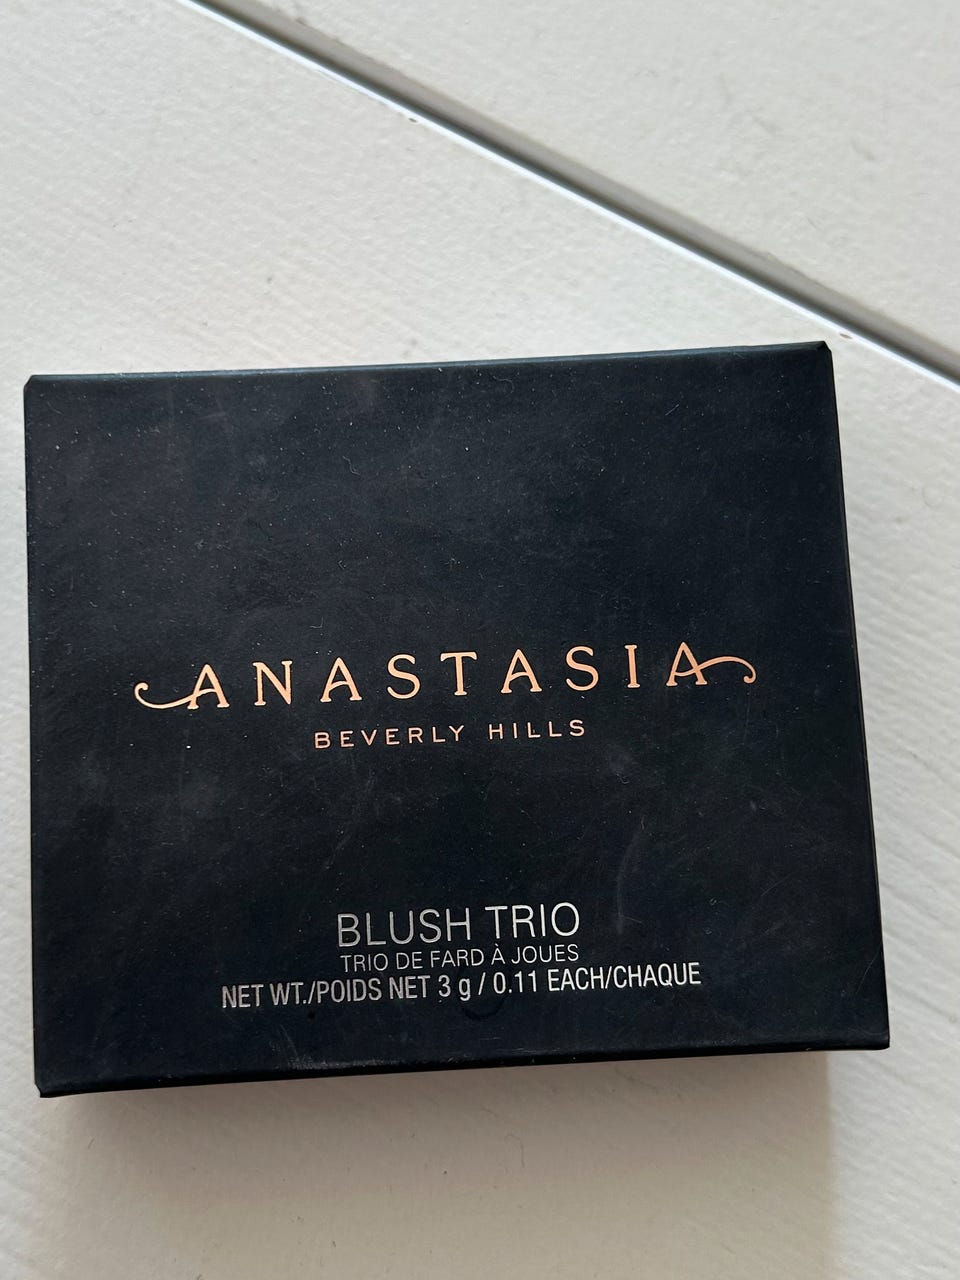 ANASTASIA
BEVERLY HILLS
BLUSH TRIO
TRIO DE FARD À JOUES
NET WT./POIDS NET 3 g / 0.11 EACH/CHAQUE